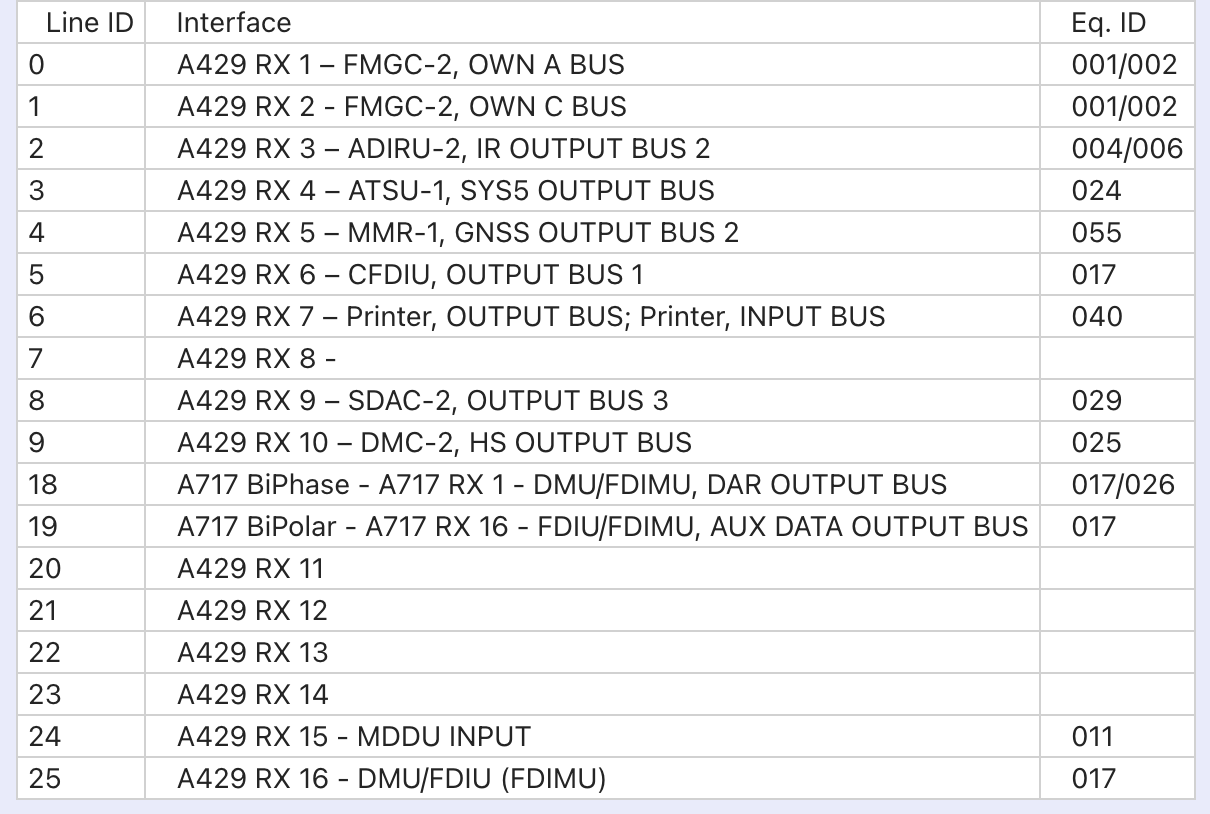 Line ID Interface Eq. ID
0 A429 RX 1 – FMGC-2, OWN A BUS 001/002
1 A429 RX 2 - FMGC-2, OWN C BUS 001/002
2 A429 RX 3 – ADIRU-2, IR OUTPUT BUS 2 004/006
3 A429 RX 4 – ATSU-1, SYS5 OUTPUT BUS 024
4 A429 RX 5 – MMR-1, GNSS OUTPUT BUS 2 055
5 A429 RX 6 – CFDIU, OUTPUT BUS 1 017
6 A429 RX 7 – Printer, OUTPUT BUS; Printer, INPUT BUS 040
7 A429 RX 8 -
8 A429 RX 9 – SDAC-2, OUTPUT BUS 3 029
9 A429 RX 10 – DMC-2, HS OUTPUT BUS 025
18 A717 BiPhase - A717 RX 1 - DMU/FDIMU, DAR OUTPUT BUS 017/026
19 A717 BiPolar - A717 RX 16 - FDIU/FDIMU, AUX DATA OUTPUT BUS 017
20 A429 RX 11
21 A429 RX 12
22 A429 RX 13
23 A429 RX 14
24 A429 RX 15 - MDDU INPUT 011
25 A429 RX 16 - DMU/FDIU (FDIMU) 017